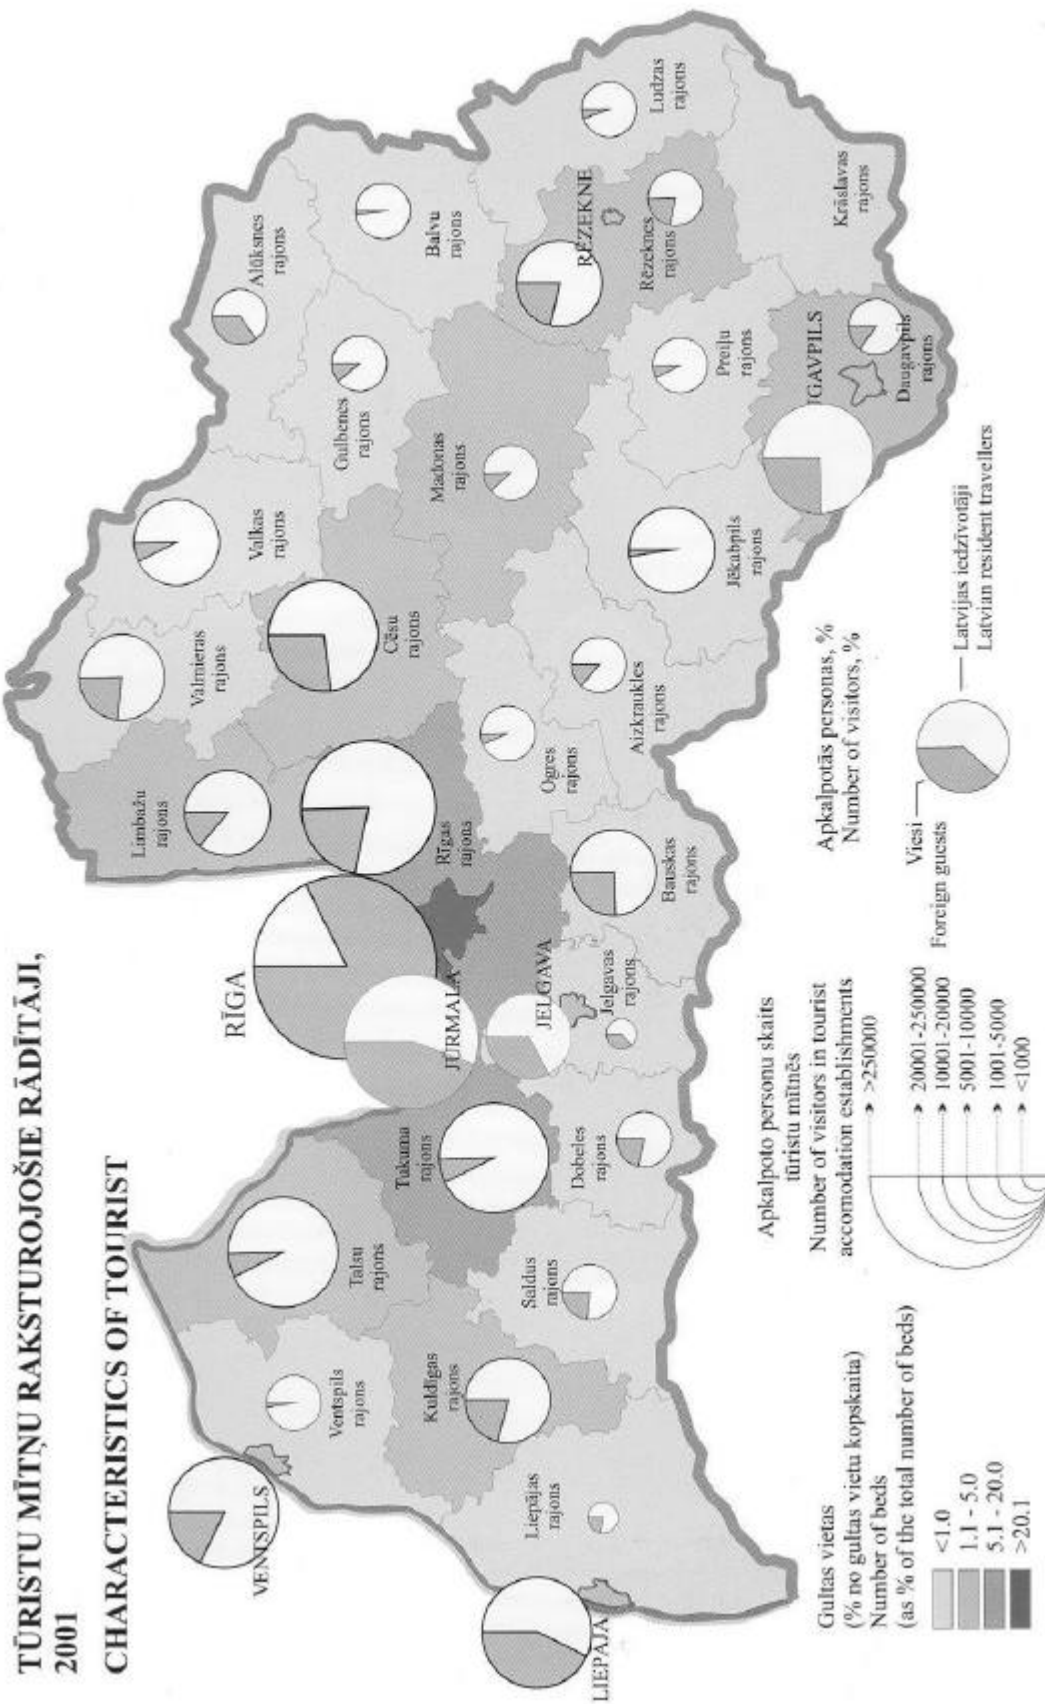 TŪRISTU MĪTŅU RAKSTUROJOŠIE RĀDĪTĀJI,
2001
CHARACTERISTICS OF TOURIST
VENTSPILS
Ventspils
rajons
Talsu
rajons
LIEPĀJA
Liepājas
rajons
Kuldīgas
rajons
Saldus
rajons
Tukuma
rajons
Dobeles
rajons
RĪGA
JŪRMALA
JELGAVA
Jelgavas
rajons
Bauskas
rajons
Rīgas
rajons
Limbažu
rajons
Valmieras
rajons
Cēsu
rajons
Ogres
rajons
Aizkraukles
rajons
Valkas
rajons
Jēkabpils
rajons
Madonas
rajons
Gulbenes
rajons
Alūksnes
rajons
Balvu
rajons
RĒZEKNE
Rēzeknes
rajons
Ludzas
rajons
Preiļu
rajons
Krāslavas
rajons
UGAVPILS
Daugavpils
rajons
Gultas vietas
(% no gultas vietu kopskaita)
Number of beds
(as % of the total number of beds)
<1.0
1.1 - 5.0
5.1 - 20.0
>20.1
Apkalpoto personu skaits
tūristu mītnēs
Number of visitors in tourist
accomodation establishments
>250000
20001-250000
10001-20000
5001-10000
1001-5000
<1000
Apkalpotās personas, %
Number of visitors, %
Viesi
Foreign guests
Latvijas iedzīvotāji
Latvian resident travellers